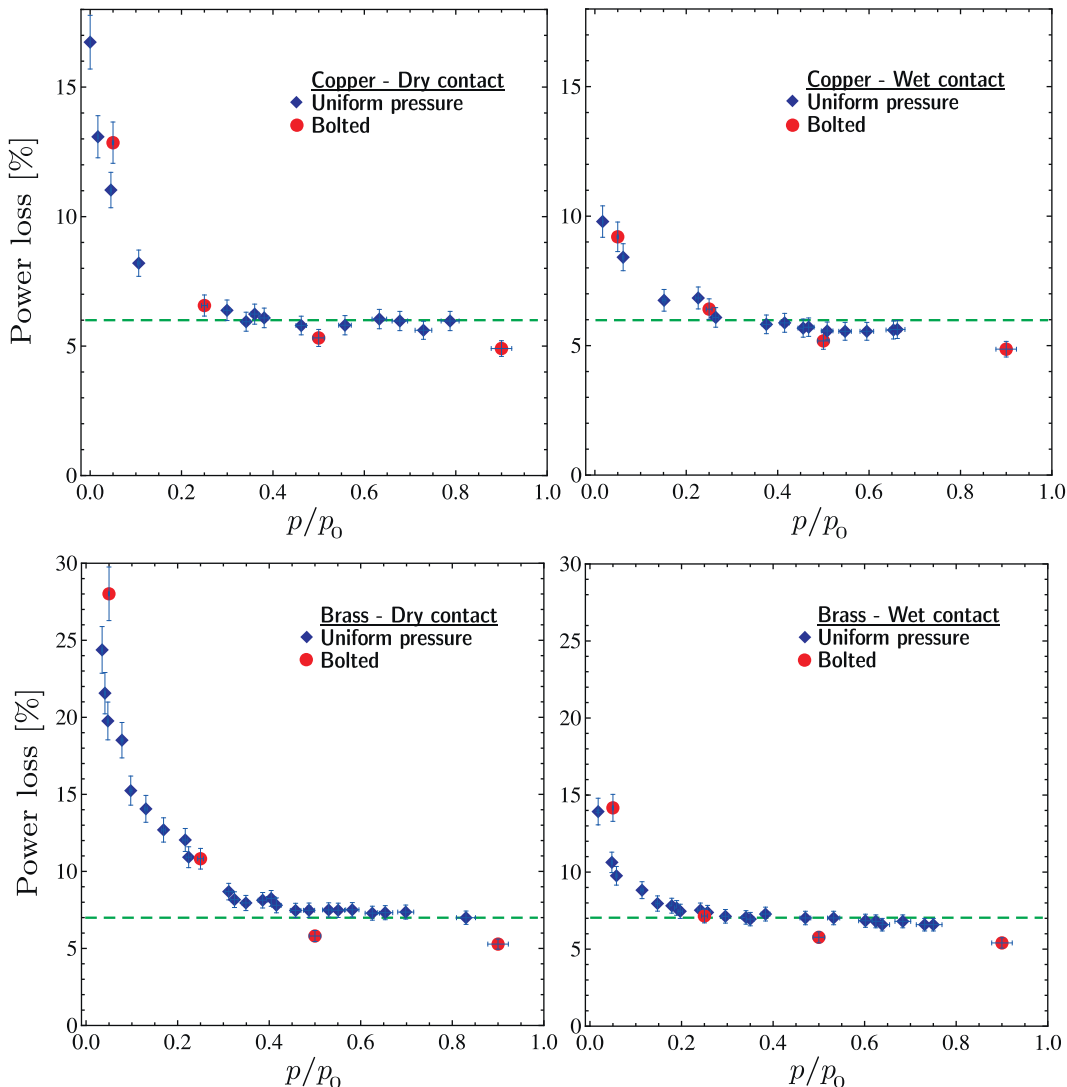 Power loss [%]
15
10
5
0
0.0 0.2 0.4 0.6 0.8 1.0
p/p₀
Copper - Dry contact
Uniform pressure
Bolted
15
10
5
0
0.0 0.2 0.4 0.6 0.8 1.0
p/p₀
Copper - Wet contact
Uniform pressure
Bolted
Power loss [%]
30
25
20
15
10
5
0
0.0 0.2 0.4 0.6 0.8 1.0
p/p₀
Brass - Dry contact
Uniform pressure
Bolted
30
25
20
15
10
5
0
0.0 0.2 0.4 0.6 0.8 1.0
p/p₀
Brass - Wet contact
Uniform pressure
Bolted